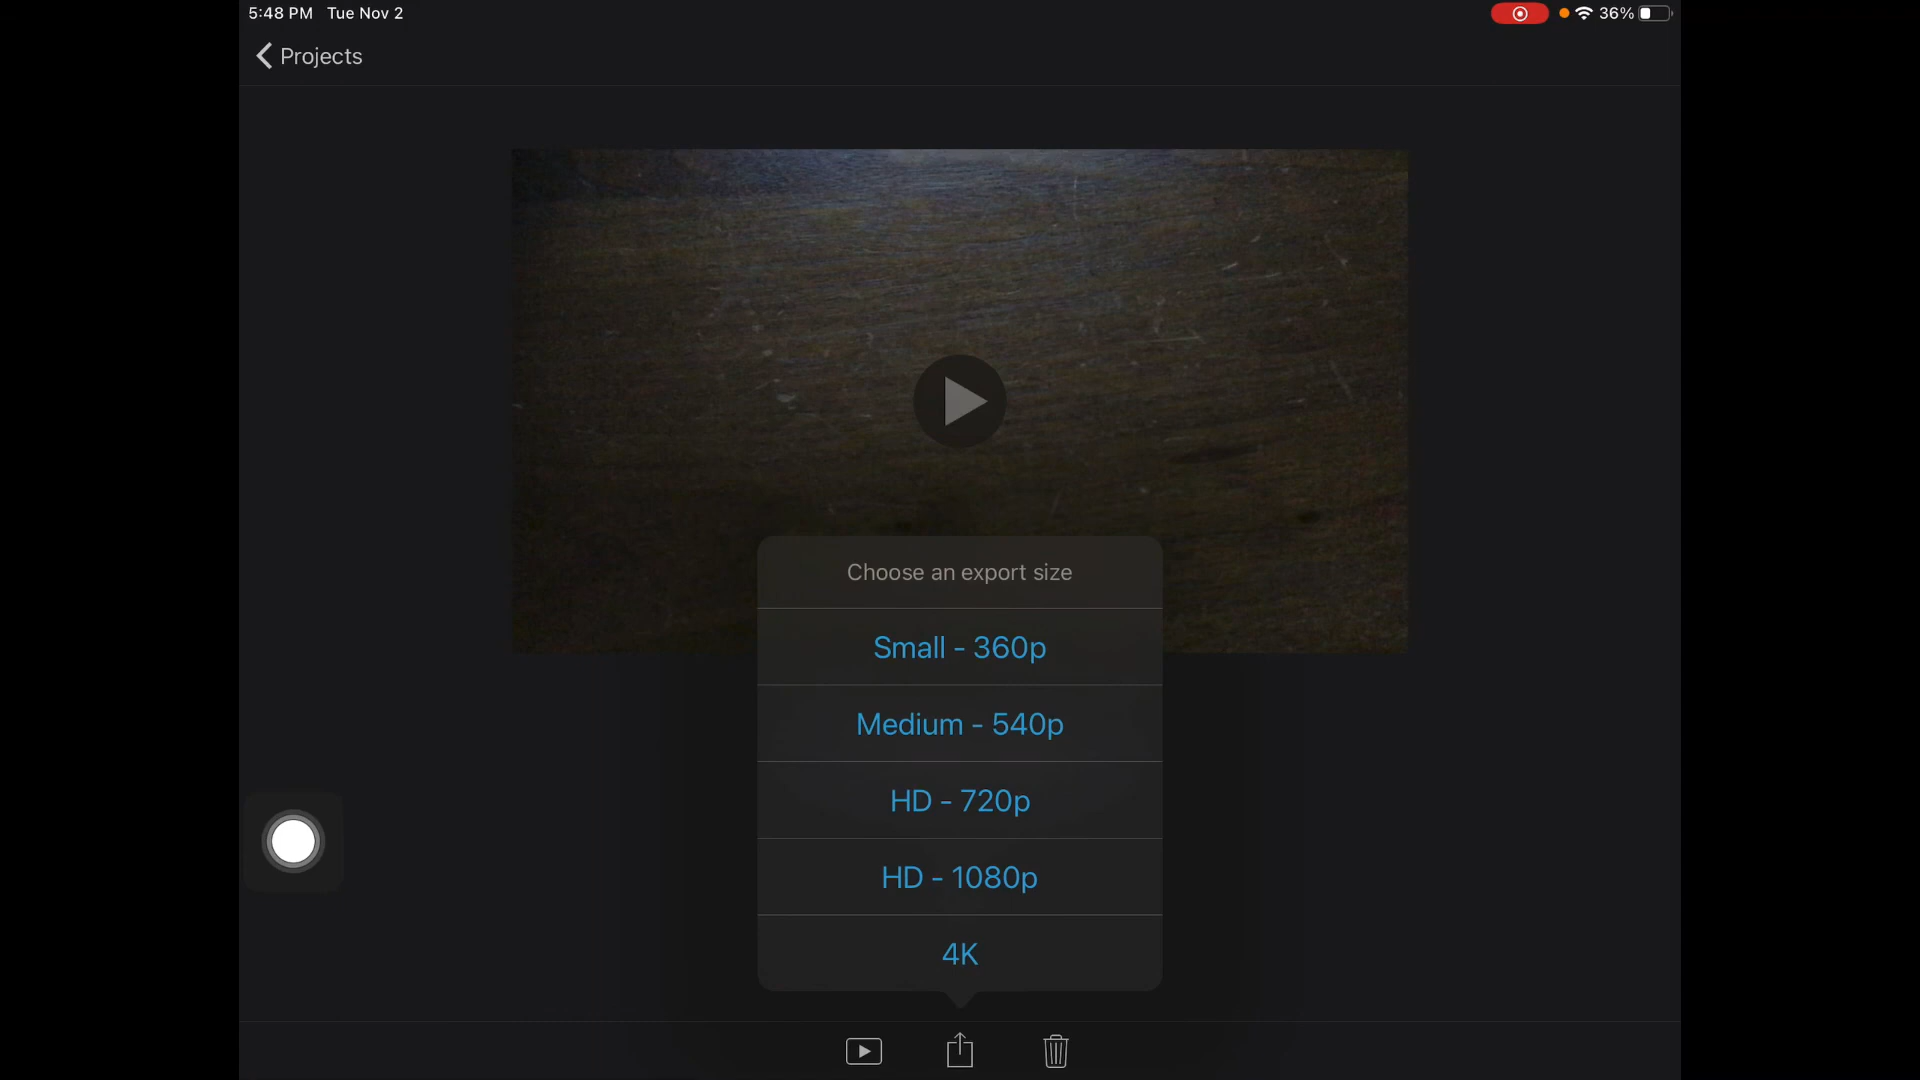 5:48 PM Tue Nov 2
36%
Projects
Choose an export size
Small - 360p
Medium - 540p
HD - 720p
HD - 1080p
4K